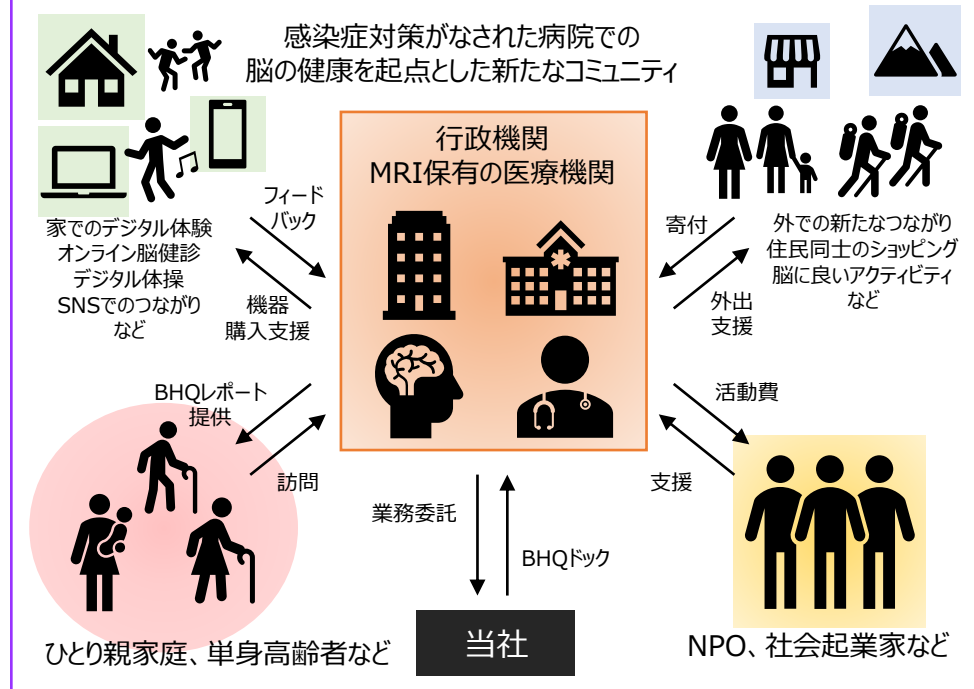 感染症対策がなされた病院での
脳の健康を起点とした新たなコミュニティ
行政機関
MRI保有の医療機関
フィード
バック
家でのデジタル体験
オンライン脳健診
デジタル体操
SNSでのつながり
など
機器
購入支援
寄付
外での新たなつながり
住民同士のショッピング
脳に良いアクティビティ
など
外出
支援
BHQレポート
提供
訪問
活動費
支援
業務委託
BHQドック
ひとり親家庭、単身高齢者など
当社
NPO、社会起業家など